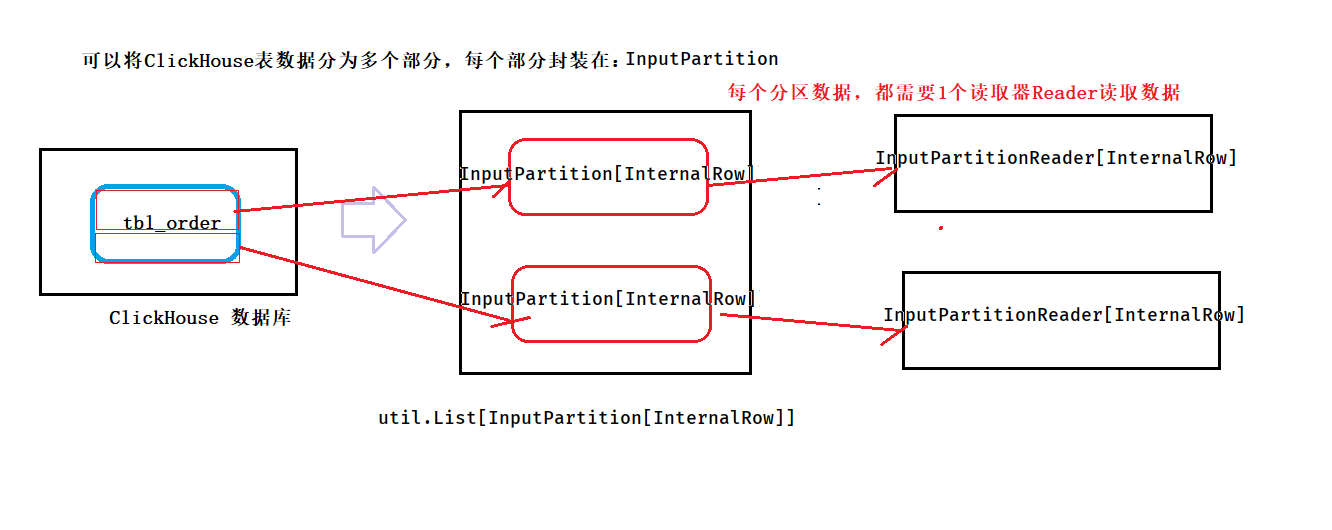 可以将ClickHouse表数据分为多个部分，每个部分封装在：InputPartition
每个分区数据，都需要1个读取器Reader读取数据
InputPartition[InternalRow]
InputPartitionReader[InternalRow]
tbl_order
InputPartition[InternalRow]
InputPartitionReader[InternalRow]
ClickHouse 数据库
util.List[InputPartition[InternalRow]]